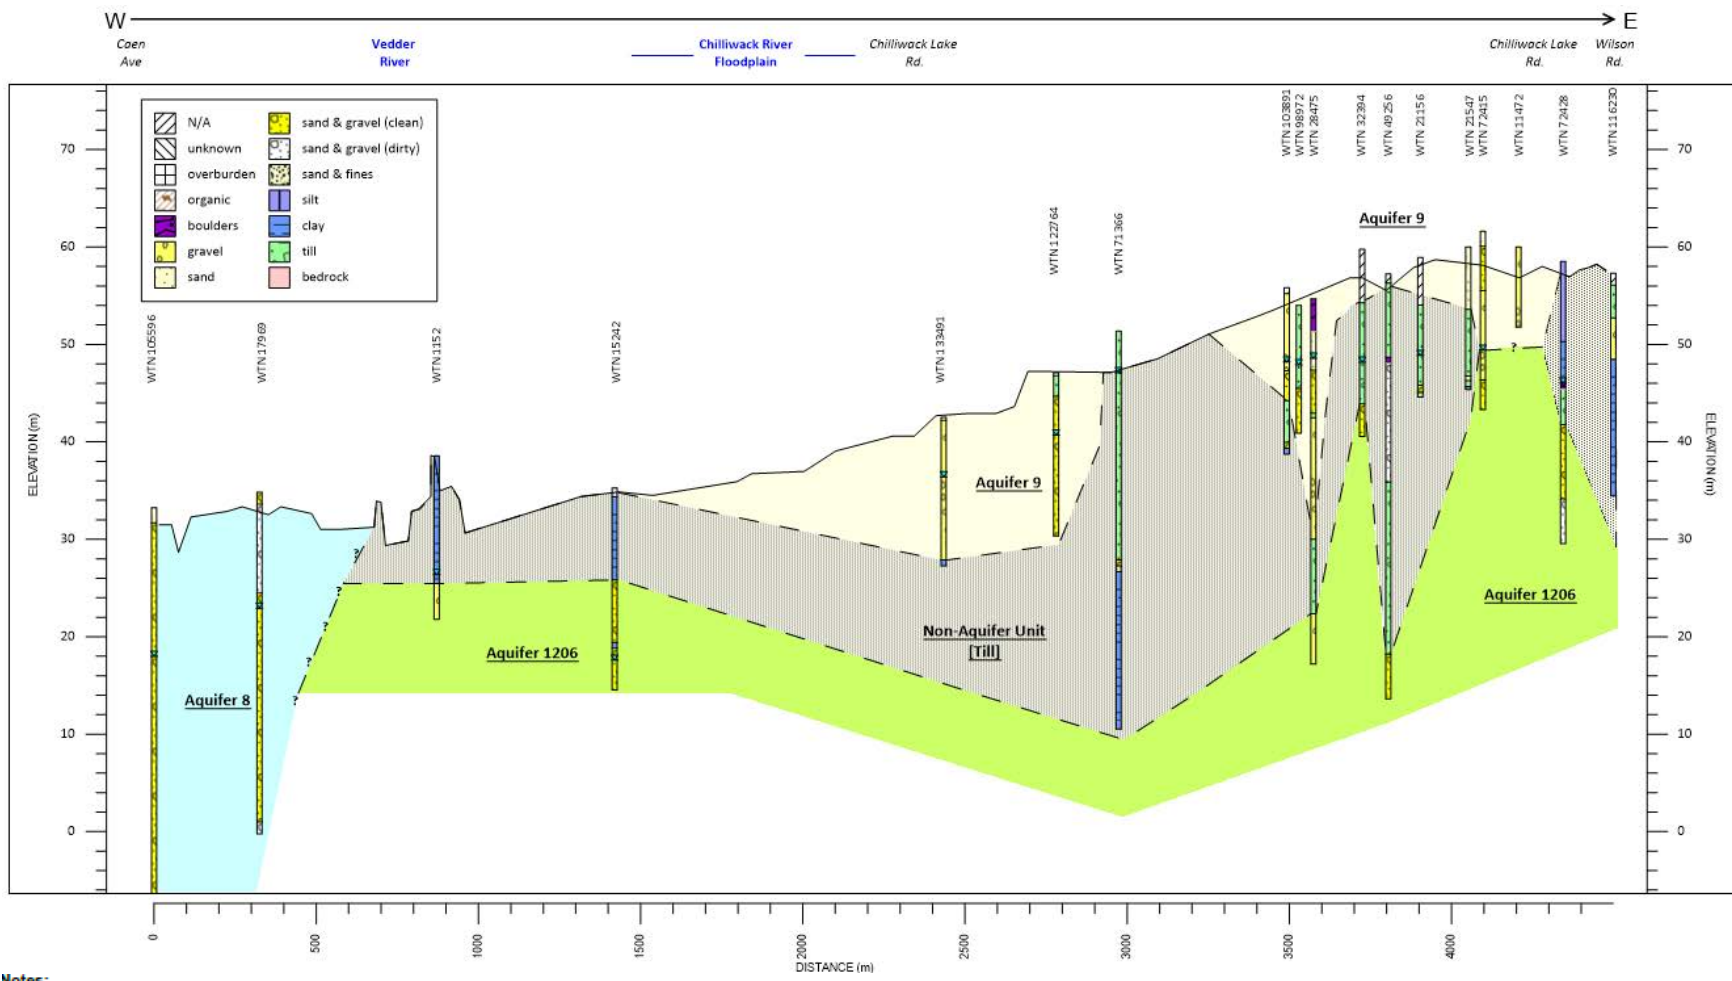 W E
Caen Ave
Vedder River
Chilliwack River Floodplain
Chilliwack Lake Rd.
Chilliwack Lake Rd.
Wilson Rd.
N/A
unknown
overburden
organic
boulders
gravel
sand
sand & gravel (clean)
sand & gravel (dirty)
sand & fines
silt
clay
till
bedrock
WTN 105596
WTN 17969
WTN 1152
WTN 15242
WTN 133491
WTN 122764
WTN 71366
WTN 103891
WTN 98972
WTN 28475
WTN 32394
WTN 49256
WTN 21156
WTN 21547
WTN 72415
WTN 11472
WTN 72428
WTN 116230
Aquifer 9
Aquifer 9
Aquifer 8
Aquifer 1206
Non-Aquifer Unit
[Till]
Aquifer 1206
? ? ? ? ? ?
ELEVATION (m)
70
60
50
40
30
20
10
0
ELEVATION (m)
70
60
50
40
30
20
10
0
0 500 1000 1500 2000 2500 3000 3500 4000
DISTANCE (m)
Notes: